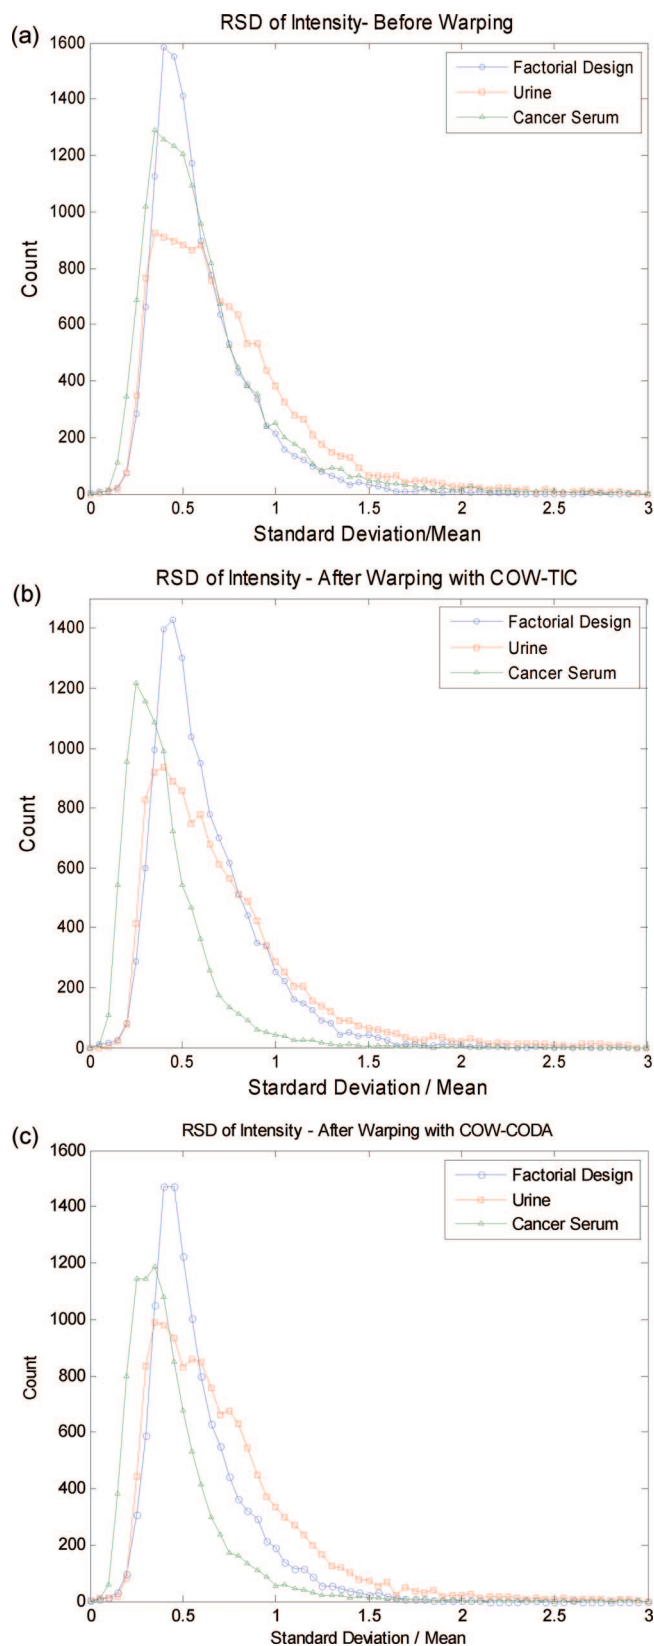 (a)
RSD of Intensity- Before Warping
1600
1400
1200
1000
800
600
400
200
0
Count
Factorial Design
Urine
Cancer Serum
0 0.5 1 1.5 2 2.5 3
Standard Deviation/Mean
(b)
RSD of Intensity - After Warping with COW-TIC
1400
1200
1000
800
600
400
200
0
Count
Factorial Design
Urine
Cancer Serum
0 0.5 1 1.5 2 2.5 3
Stardard Deviation / Mean
(c)
RSD of Intensity - After Warping with COW-CODA
1600
1400
1200
1000
800
600
400
200
0
Count
Factorial Design
Urine
Cancer Serum
0 0.5 1 1.5 2 2.5 3
Standard Deviation / Mean